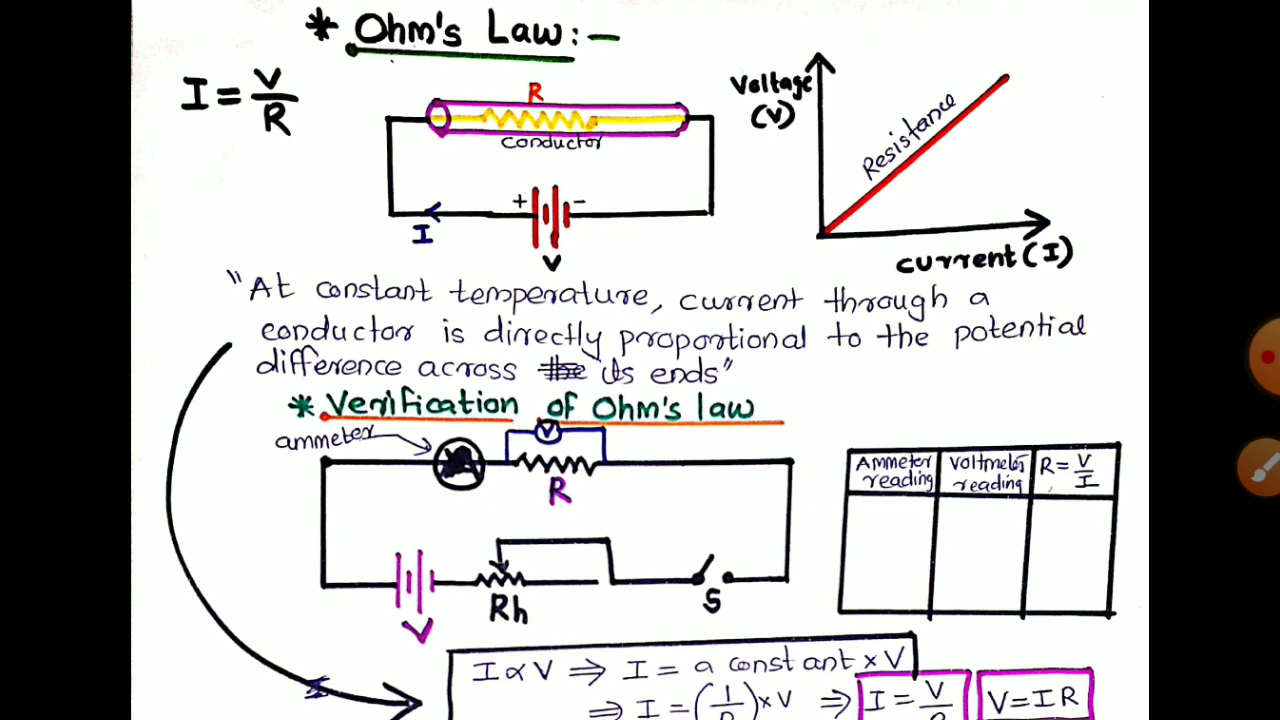 * Ohm's Law:-
I = V/R
R
conductor
+ -
I
V
Voltage
(V)
Resistance
current (I)
"At constant temperature, current through a
conductor is directly proportional to the potential
difference across its ends"
* Verification of Ohm's law
ammeter
V
R
Rh
S
V
Ammeter reading
Voltmeter reading
R = V/I
I ∝ V ⇒ I = a constant × V
⇒ I = (1/R) × V ⇒ I = V/R
V = IR